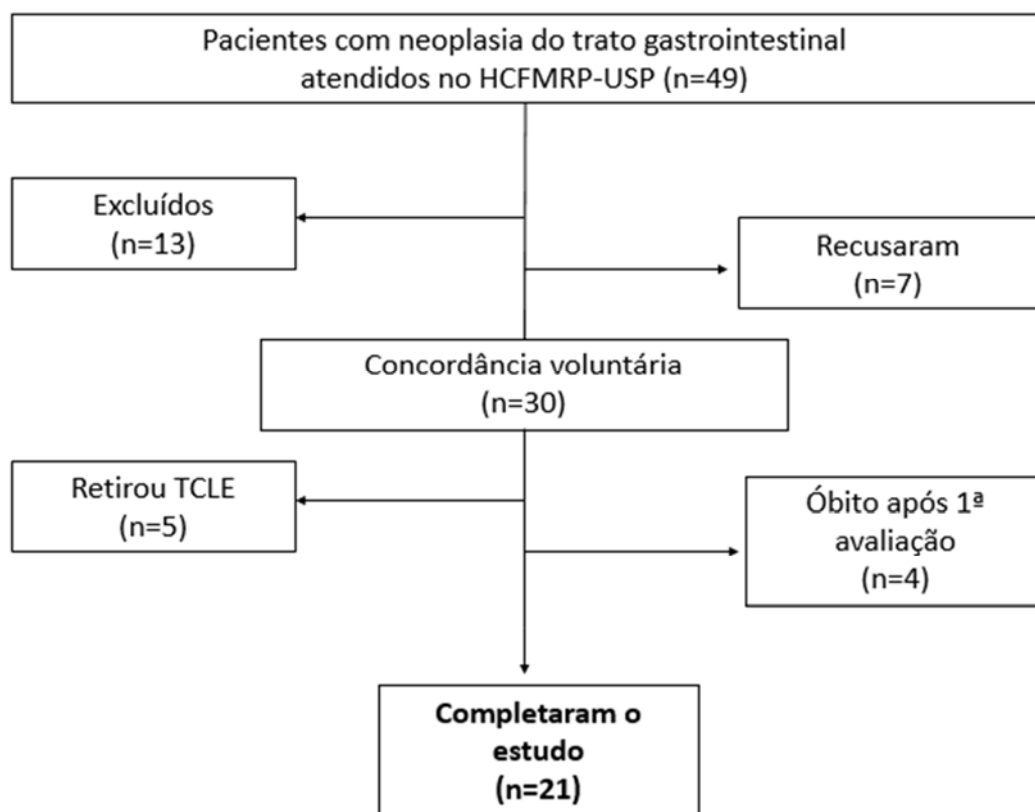 Pacientes com neoplasia do trato gastrointestinal
atendidos no HCFMRP-USP (n=49)
Excluídos
(n=13)
Recusaram
(n=7)
Concordância voluntária
(n=30)
Retirou TCLE
(n=5)
Óbito após 1ª
avaliação
(n=4)
Completaram o
estudo
(n=21)